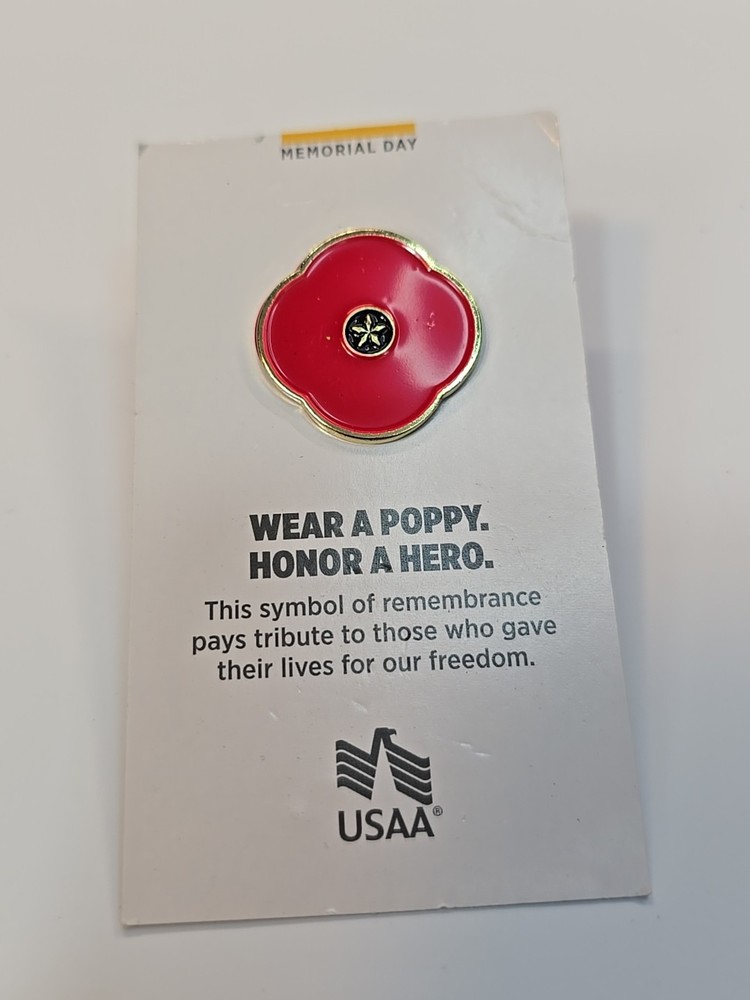 MEMORIAL DAY
WEAR A POPPY.
HONOR A HERO.
This symbol of remembrance
pays tribute to those who gave
their lives for our freedom.
USAA®